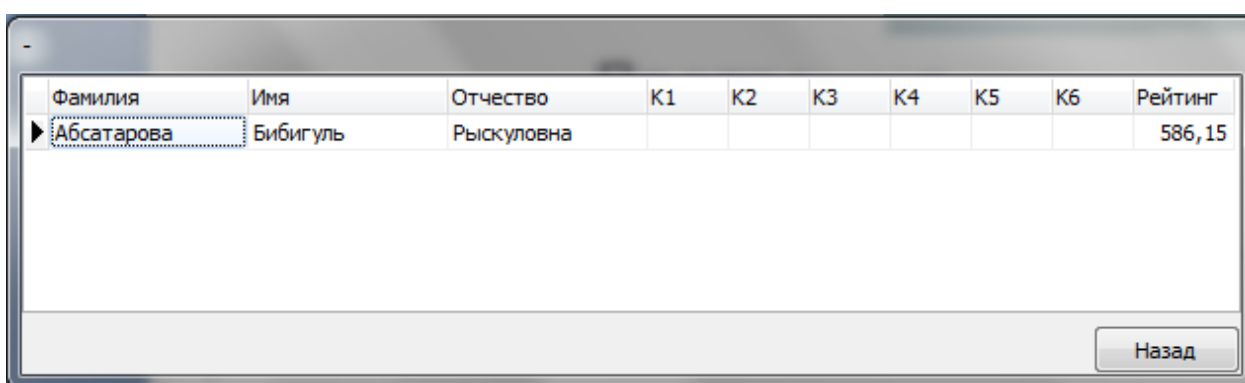 -
Фамилия Имя Отчество К1 К2 К3 К4 К5 К6 Рейтинг
Абсатарова Бибигуль Рыскуловна 586,15
Назад